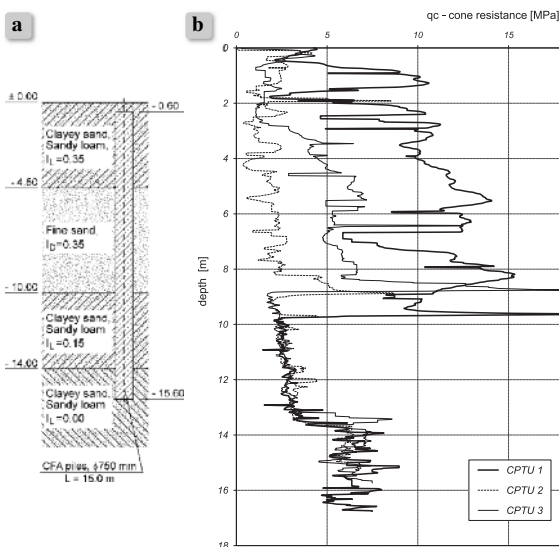 a
± 0.00
- 0.60
Clayey sand,
Sandy loam,
IL=0.35
- 4.50
Fine sand,
ID=0.35
- 10.00
Clayey sand,
Sandy loam
IL=0.15
- 14.00
Clayey sand,
Sandy loam
IL=0.00
- 15.60
CFA piles, ϕ750 mm
L = 15.0 m
b
qc - cone resistance [MPa]
0 5 10 15
0
2
4
6
8
10
12
14
16
18
depth [m]
CPTU 1
CPTU 2
CPTU 3